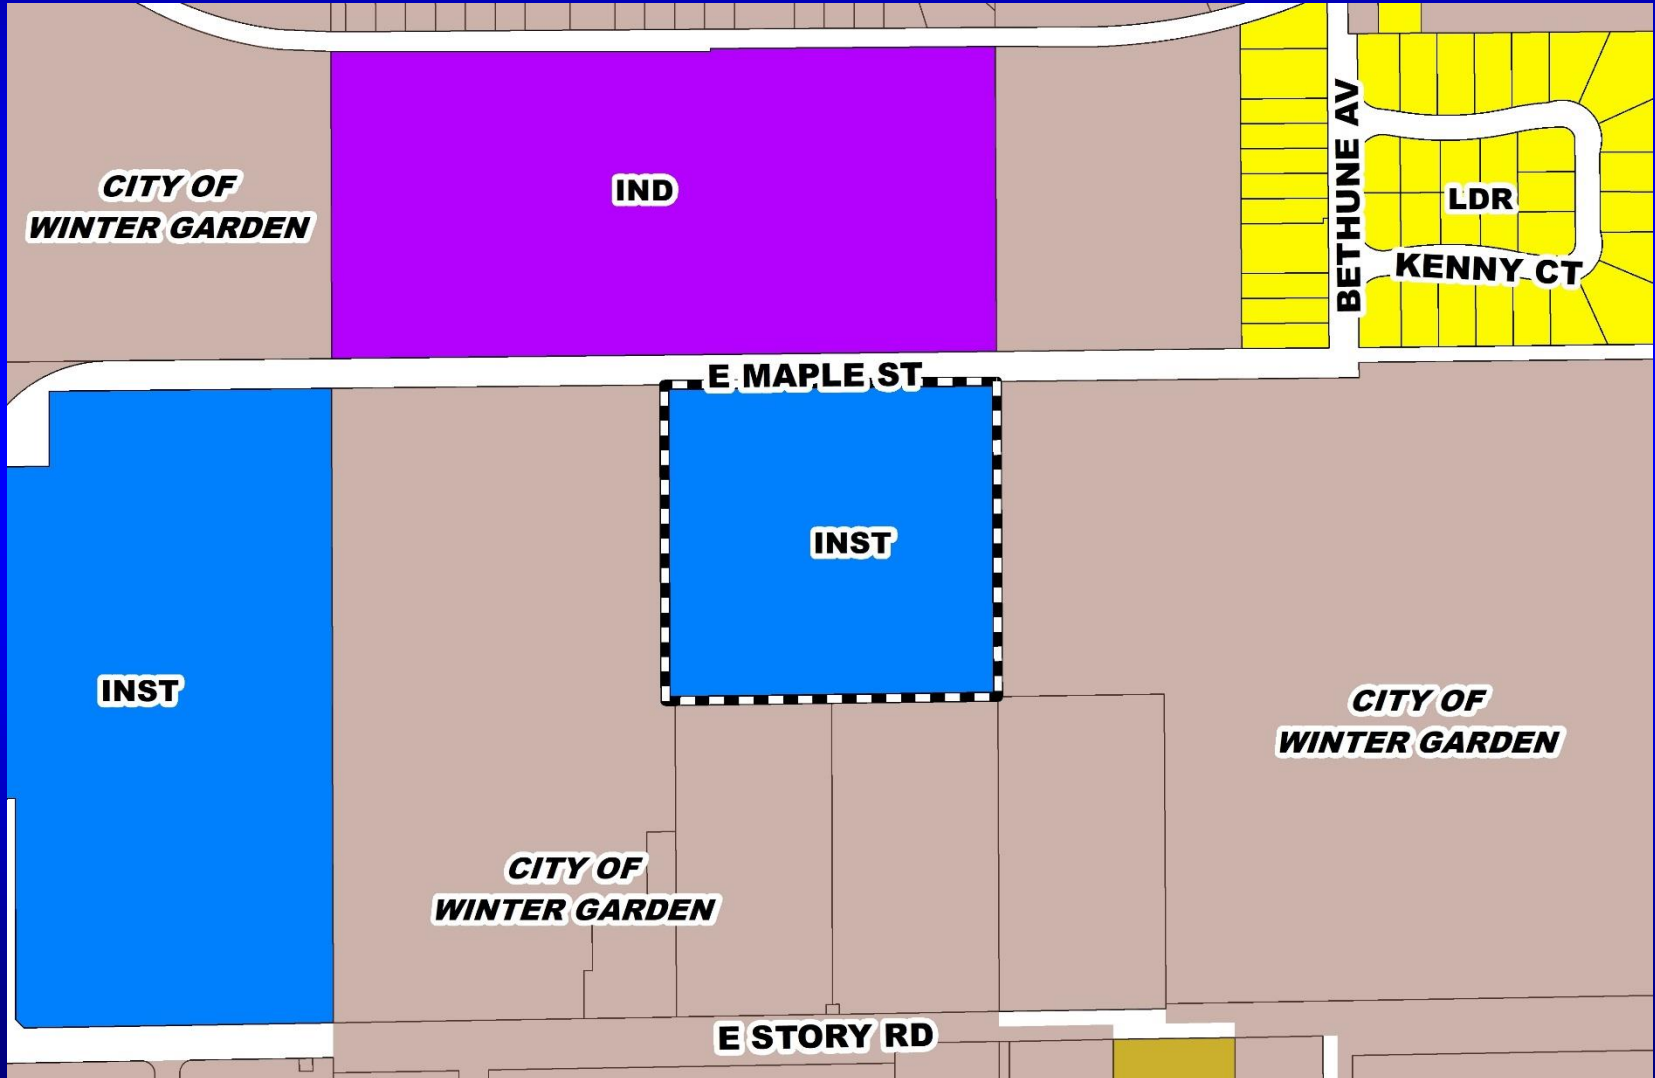 CITY OF
WINTER GARDEN
IND
BETHUNE AV
LDR
KENNY CT
E MAPLE ST
INST
INST
CITY OF
WINTER GARDEN
CITY OF
WINTER GARDEN
E STORY RD